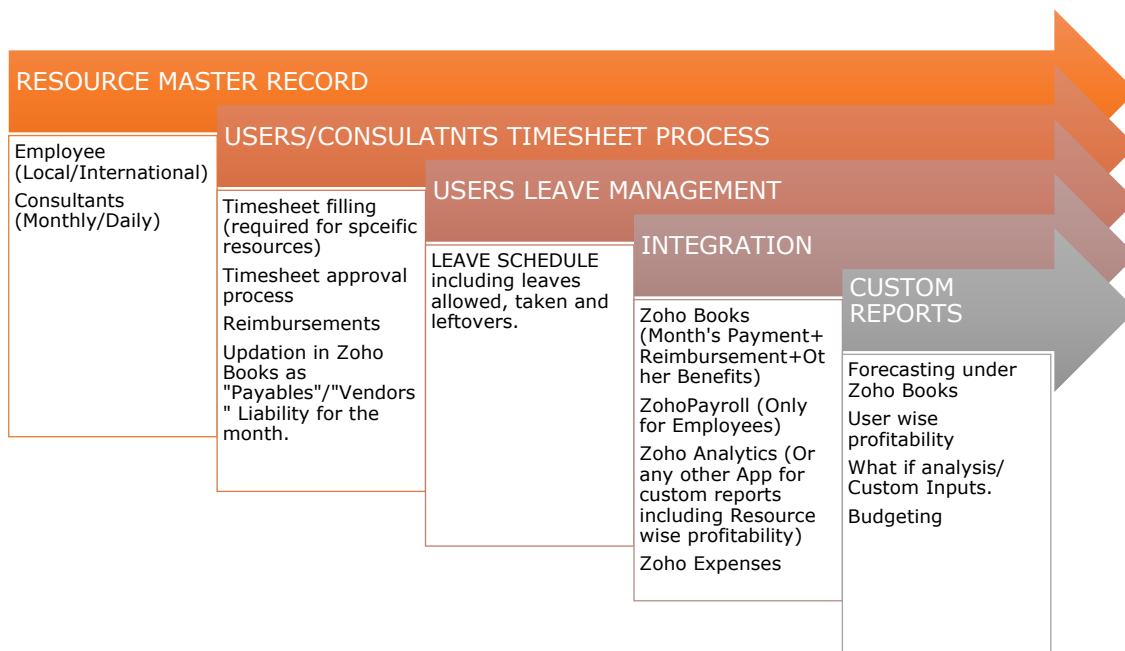 RESOURCE MASTER RECORD
Employee
(Local/International)
Consultants
(Monthly/Daily)
USERS/CONSULATNTS TIMESHEET PROCESS
Timesheet filling
(required for spceific
resources)
Timesheet approval
process
Reimbursements
Updation in Zoho
Books as
"Payables"/"Vendors
" Liability for the
month.
USERS LEAVE MANAGEMENT
LEAVE SCHEDULE
including leaves
allowed, taken and
leftovers.
INTEGRATION
Zoho Books
(Month's Payment+
Reimbursement+Ot
her Benefits)
ZohoPayroll (Only
for Employees)
Zoho Analytics (Or
any other App for
custom reports
including Resource
wise profitability)
Zoho Expenses
CUSTOM
REPORTS
Forecasting under
Zoho Books
User wise
profitability
What if analysis/
Custom Inputs.
Budgeting